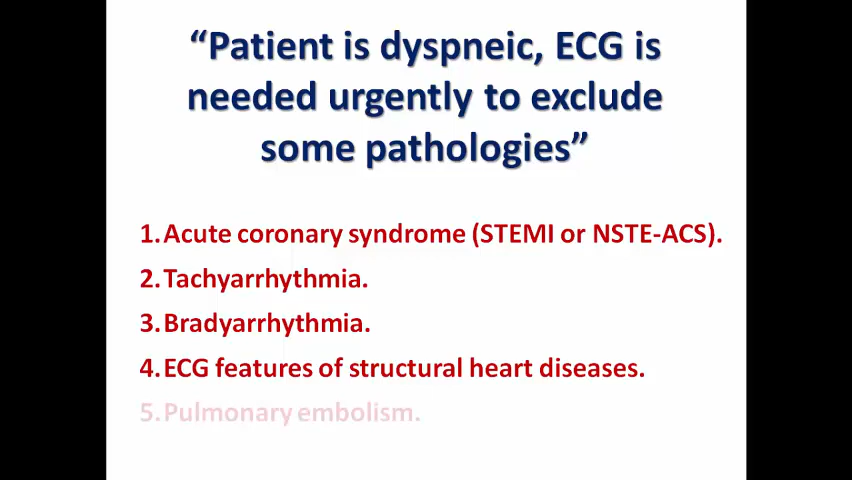 “Patient is dyspneic, ECG is
needed urgently to exclude
some pathologies”
1.Acute coronary syndrome (STEMI or NSTE-ACS).
2.Tachyarrhythmia.
3.Bradyarrhythmia.
4.ECG features of structural heart diseases.
5.Pulmonary embolism.